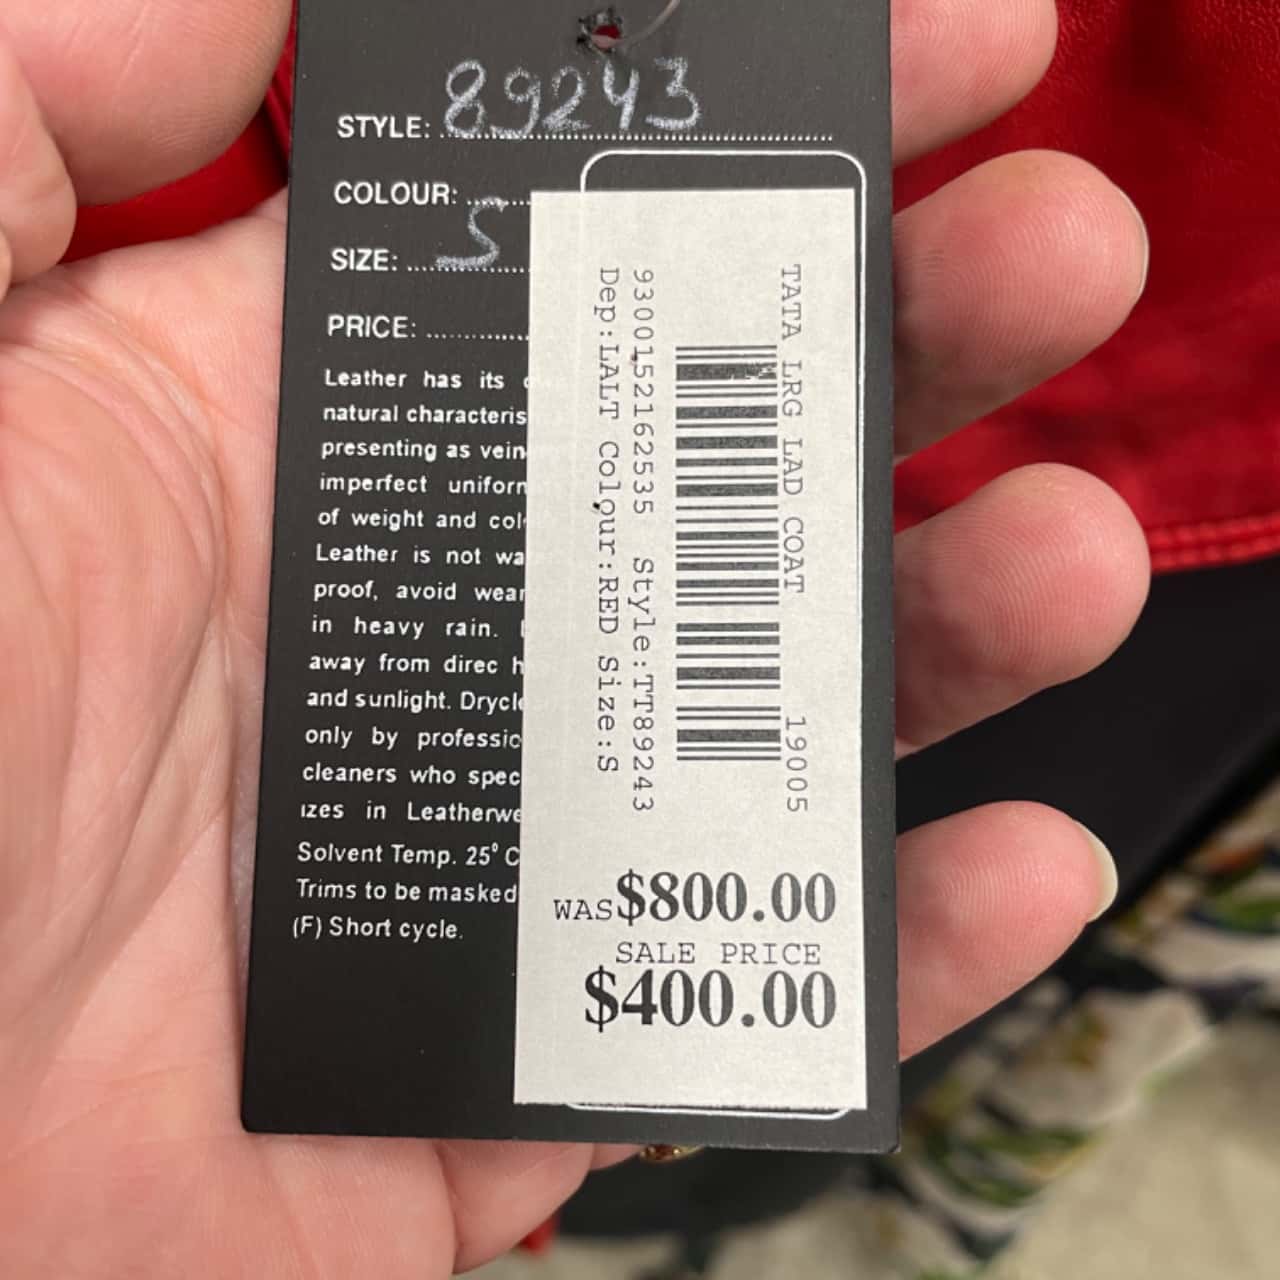 STYLE: 89243
COLOUR:
SIZE: S
PRICE:
Leather has its
natural characteris
presenting as vein
imperfect uniform
of weight and col
Leather is not wa
proof, avoid wear
in heavy rain.
away from direc h
and sunlight. Drycle
only by professio
cleaners who spec
izes in Leatherwe
Solvent Temp. 25° C
Trims to be masked
(F) Short cycle.
TATA LRG LAD COAT 19005
9300152162535 Style:TT89243
Dep:LALT Colour:RED Size:S
WAS $800.00
SALE PRICE
$400.00